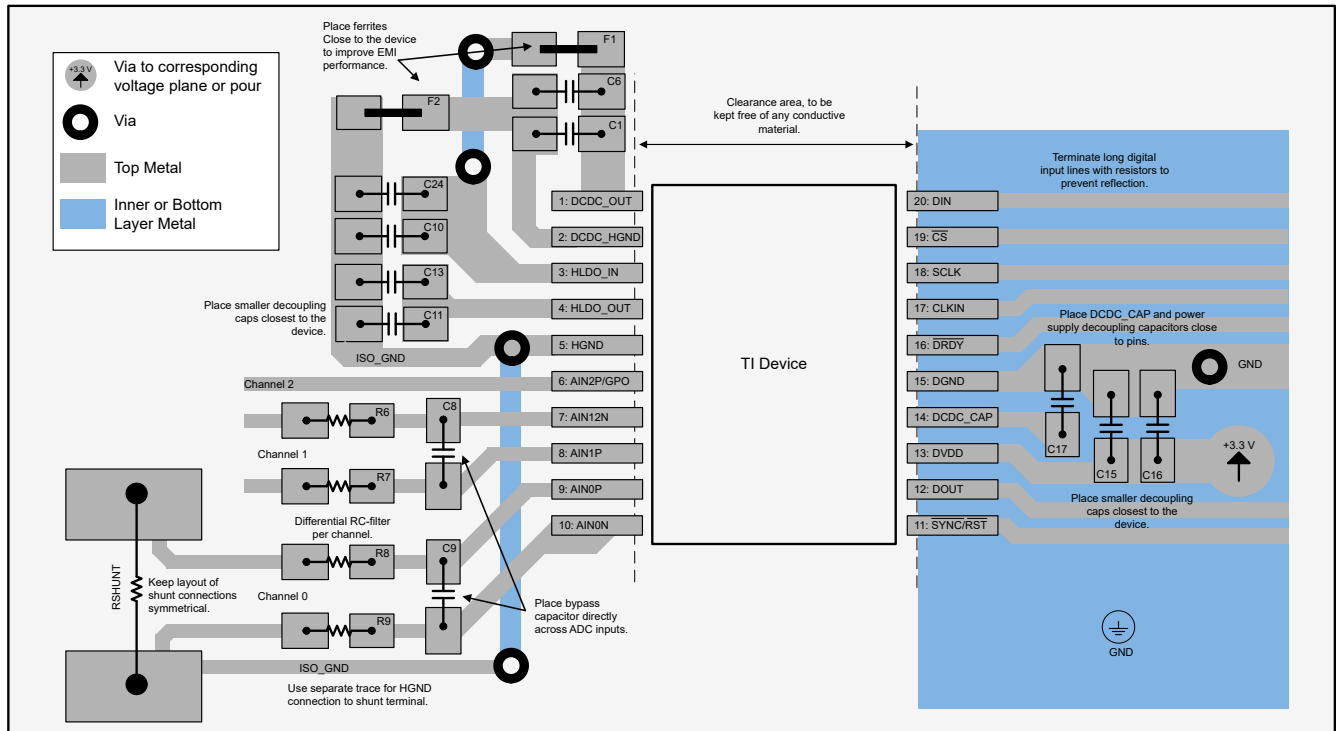 +3.3 V
Via to corresponding
voltage plane or pour
Via
Top Metal
Inner or Bottom
Layer Metal
Place ferrites
Close to the device
to improve EMI
performance.
F1
F2
C6
C1
Clearance area, to be
kept free of any conductive
material.
Terminate long digital
input lines with resistors to
prevent reflection.
C24
C10
C13
C11
Place smaller decoupling
caps closest to the
device.
ISO_GND
1: DCDC_OUT
2: DCDC_HGND
3: HLDO_IN
4: HLDO_OUT
5: HGND
6: AIN2P/GPO
7: AIN12N
8: AIN1P
9: AIN0P
10: AIN0N
TI Device
20: DIN
19: CS
18: SCLK
17: CLKIN
16: DRDY
15: DGND
14: DCDC_CAP
13: DVDD
12: DOUT
11: SYNC/RST
Place DCDC_CAP and power
supply decoupling capacitors close
to pins.
GND
C17
C15
C16
+3.3 V
Place smaller decoupling
caps closest to the
device.
GND
Channel 2
R6
C8
Channel 1
R7
Differential RC-filter
per channel.
R8
C9
Channel 0
R9
RSHUNT
Keep layout of
shunt connections
symmetrical.
Place bypass
capacitor directly
across ADC inputs.
ISO_GND
Use separate trace for HGND
connection to shunt terminal.